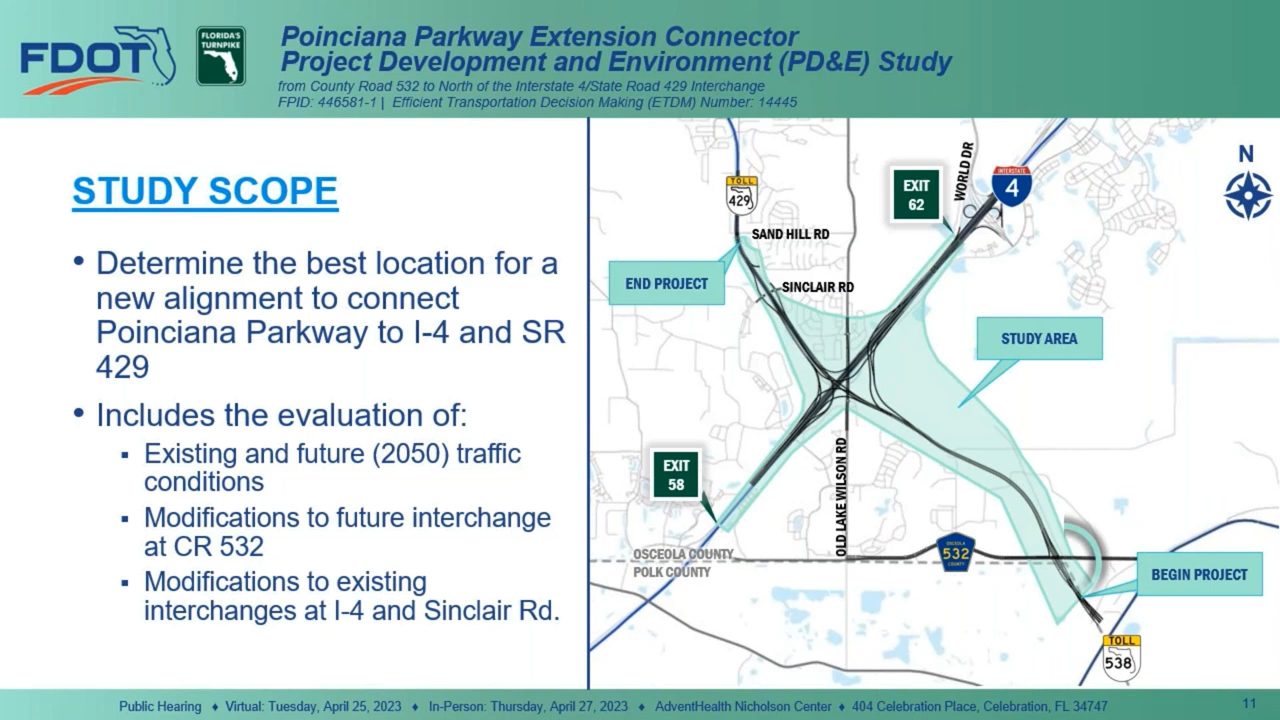 FDOT
FLORIDA'S
TURNPIKE
Poinciana Parkway Extension Connector
Project Development and Environment (PD&E) Study
from County Road 532 to North of the Interstate 4/State Road 429 Interchange
FPID: 446581-1 | Efficient Transportation Decision Making (ETDM) Number: 14445
STUDY SCOPE
• Determine the best location for a
new alignment to connect
Poinciana Parkway to I-4 and SR
429
• Includes the evaluation of:
▪ Existing and future (2050) traffic
conditions
▪ Modifications to future interchange
at CR 532
▪ Modifications to existing
interchanges at I-4 and Sinclair Rd.
TOLL
429
SAND HILL RD
END PROJECT
SINCLAIR RD
EXIT
62
WORLD DR
INTERSTATE
4
N
STUDY AREA
EXIT
58
OLD LAKE WILSON RD
OSCEOLA COUNTY
POLK COUNTY
OSCEOLA
532
COUNTY
BEGIN PROJECT
TOLL
538
Public Hearing ♦ Virtual: Tuesday, April 25, 2023 ♦ In-Person: Thursday, April 27, 2023 ♦ AdventHealth Nicholson Center ♦ 404 Celebration Place, Celebration, FL 34747
11